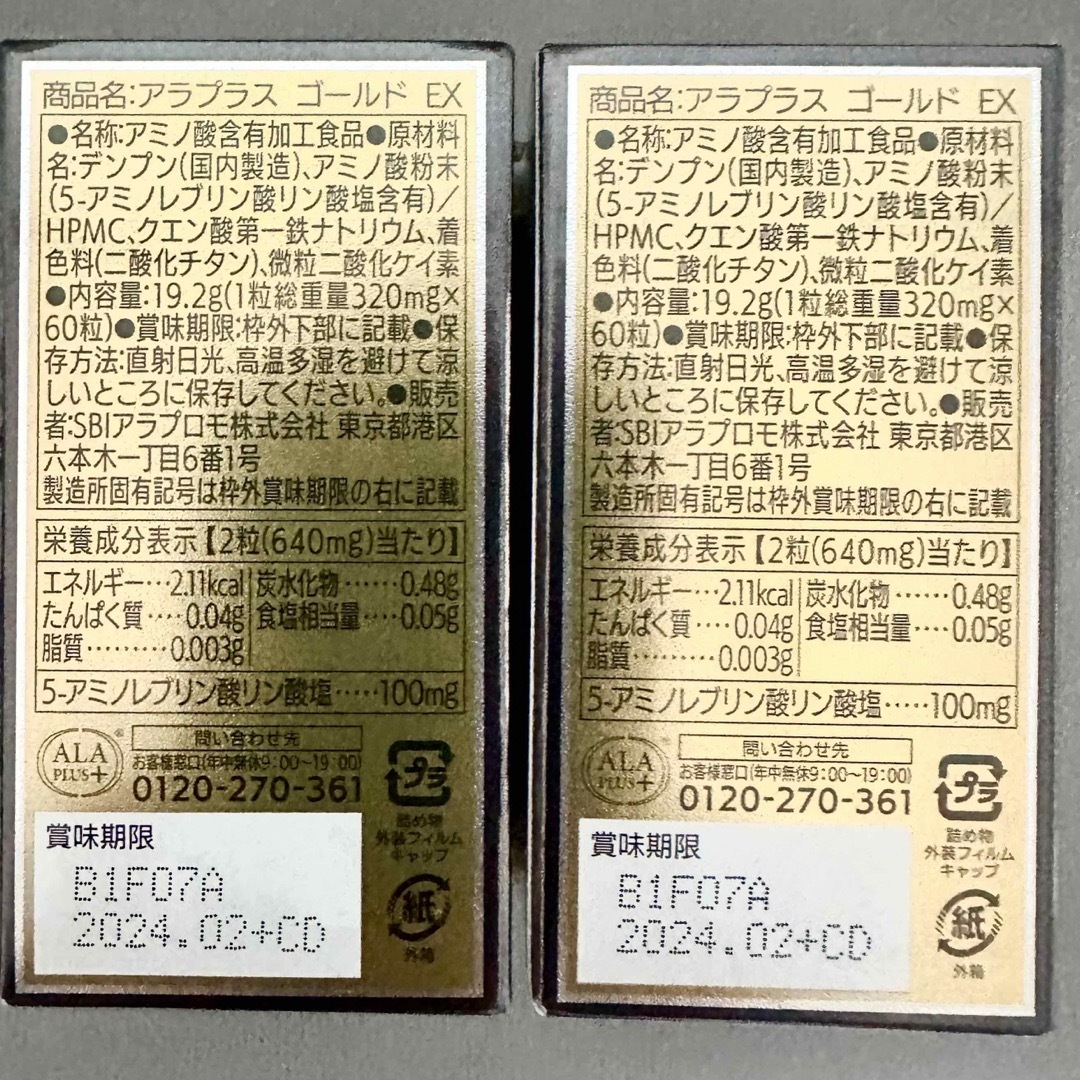 商品名:アラプラス ゴールド EX
●名称:アミノ酸含有加工食品●原材料
名:デンプン(国内製造)、アミノ酸粉末
(5-アミノレブリン酸リン酸塩含有)/
HPMC、クエン酸第一鉄ナトリウム、着
色料(二酸化チタン)、微粒二酸化ケイ素
●内容量:19.2g(1粒総重量320mg×
60粒)●賞味期限:枠外下部に記載●保
存方法:直射日光、高温多湿を避けて涼
しいところに保存してください。●販売
者:SBIアラプロモ株式会社 東京都港区
六本木一丁目6番1号
製造所固有記号は枠外賞味期限の右に記載
栄養成分表示【2粒(640mg)当たり】
エネルギー…2.11kcal 炭水化物……0.48g
たんぱく質……0.04g 食塩相当量……0.05g
脂質………0.003g
5-アミノレブリン酸リン酸塩……100mg
ALA PLUS+ ®
問い合わせ先
お客様窓口(年中無休9:00~19:00)
0120-270-361
プラ
詰め物
外装フィルム
キャップ
賞味期限
B1F07A
2024.02+CD
紙
外箱
商品名:アラプラス ゴールド EX
●名称:アミノ酸含有加工食品●原材料
名:デンプン(国内製造)、アミノ酸粉末
(5-アミノレブリン酸リン酸塩含有)/
HPMC、クエン酸第一鉄ナトリウム、着
色料(二酸化チタン)、微粒二酸化ケイ素
●内容量:19.2g(1粒総重量320mg×
60粒)●賞味期限:枠外下部に記載●保
存方法:直射日光、高温多湿を避けて涼
しいところに保存してください。●販売
者:SBIアラプロモ株式会社 東京都港区
六本木一丁目6番1号
製造所固有記号は枠外賞味期限の右に記載
栄養成分表示【2粒(640mg)当たり】
エネルギー…2.11kcal 炭水化物……0.48g
たんぱく質……0.04g 食塩相当量……0.05g
脂質………0.003g
5-アミノレブリン酸リン酸塩……100mg
ALA PLUS+ ®
問い合わせ先
お客様窓口(年中無休9:00~19:00)
0120-270-361
プラ
詰め物
外装フィルム
キャップ
賞味期限
B1F07A
2024.02+CD
紙
外箱